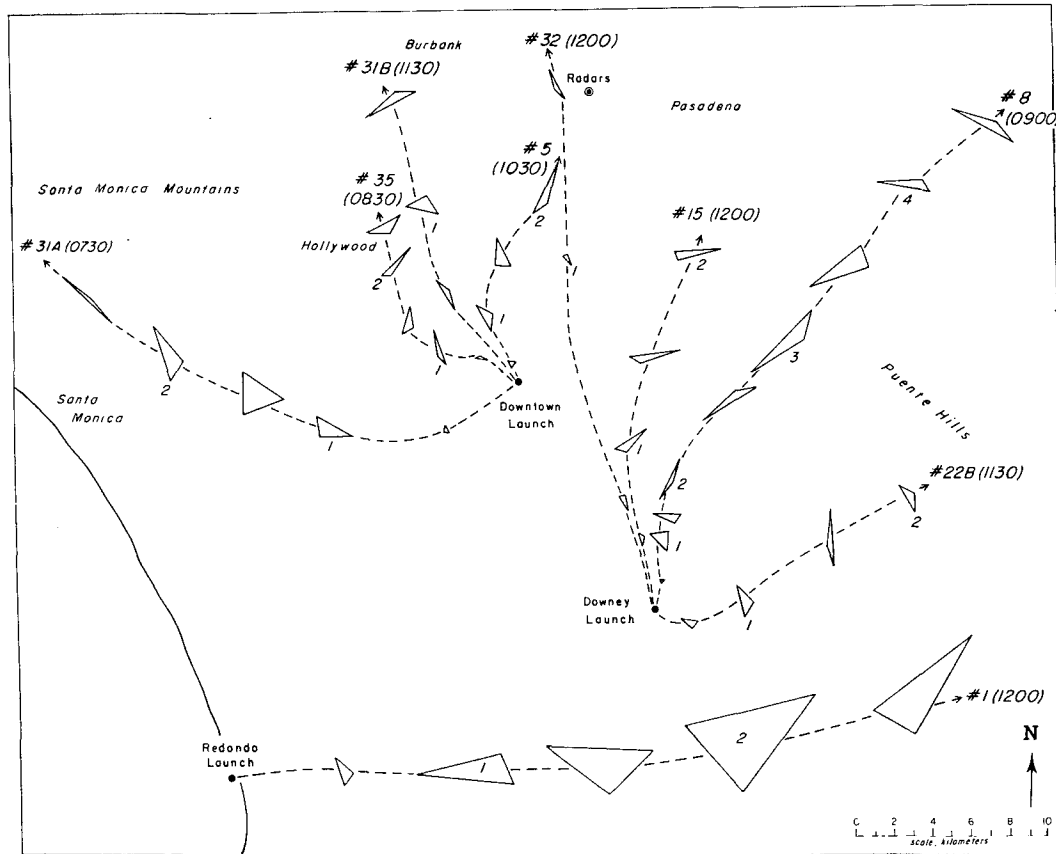 Burbank
#32 (1200)
#31B (1130)
Radars
Pasadena
#8
(0900)
#5
(1030)
#35
(0830)
Santa Monica Mountains
Hollywood
#15 (1200)
#31A (0730)
1
2
2
4
1
2
2
1
3
1
2
1
1
2
1
2
1
2
1
2
Santa
Monica
Downtown
Launch
Puente Hills
#22B (1130)
Downey
Launch
#1 (1200)
Redondo
Launch
N
0 2 4 6 8 10
scale, kilometers